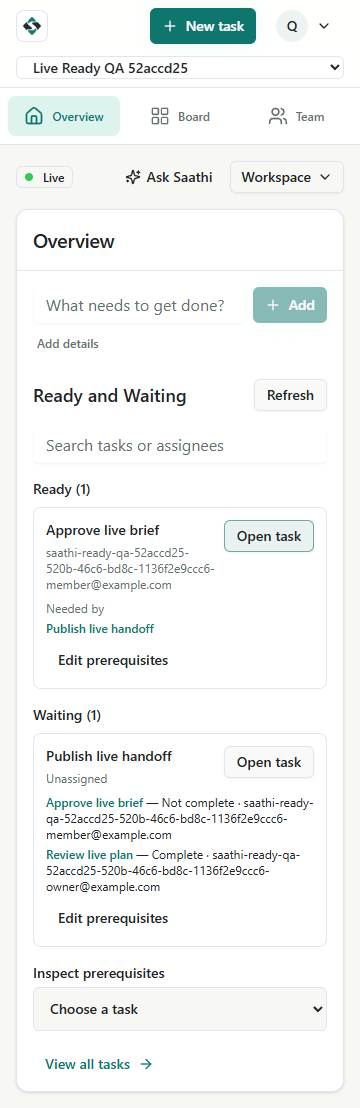 New task
Q
Live Ready QA 52accd25
Overview
Board
Team
Live
Ask Saathi
Workspace
Overview
What needs to get done?
Add
Add details
Ready and Waiting
Refresh
Search tasks or assignees
Ready (1)
Approve live brief
Open task
saathi-ready-qa-52accd25-
520b-46c6-bd8c-1136f2e9ccc6-
member@example.com
Needed by
Publish live handoff
Edit prerequisites
Waiting (1)
Publish live handoff
Open task
Unassigned
Approve live brief — Not complete · saathi-ready-
qa-52accd25-520b-46c6-bd8c-1136f2e9ccc6-
member@example.com
Review live plan — Complete · saathi-ready-qa-
52accd25-520b-46c6-bd8c-1136f2e9ccc6-
owner@example.com
Edit prerequisites
Inspect prerequisites
Choose a task
View all tasks